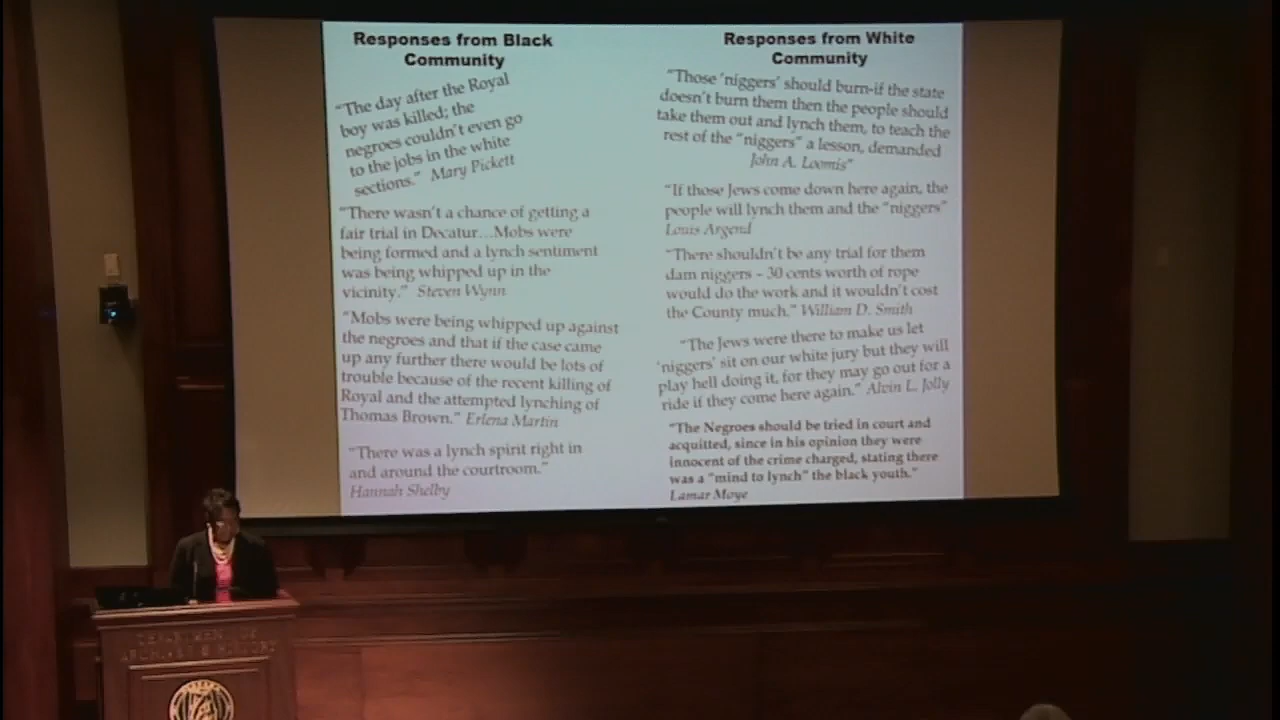 Responses from Black
Community
"The day after the Royal
boy was killed; the
negroes couldn't even go
to the jobs in the white
sections." Mary Pickett
"There wasn't a chance of getting a
fair trial in Decatur...Mobs were
being formed and a lynch sentiment
was being whipped up in the
vicinity." Steven Wynn
"Mobs were being whipped up against
the negroes and that if the case came
up any further there would be lots of
trouble because of the recent killing of
Royal and the attempted lynching of
Thomas Brown." Erlena Martin
"There was a lynch spirit right in
and around the courtroom."
Hannah Shelby
Responses from White
Community
"Those 'niggers' should burn-if the state
doesn't burn them then the people should
take them out and lynch them, to teach the
rest of the "niggers" a lesson, demanded
John A. Loomis"
"If those Jews come down here again, the
people will lynch them and the "niggers"
Louis Argend
"There shouldn't be any trial for them
dam niggers – 30 cents worth of rope
would do the work and it wouldn't cost
the County much." William D. Smith
"The Jews were there to make us let
'niggers' sit on our white jury but they will
play hell doing it, for they may go out for a
ride if they come here again." Alvin L. Jolly
"The Negroes should be tried in court and
acquitted, since in his opinion they were
innocent of the crime charged, stating there
was a "mind to lynch" the black youth."
Lamar Moye
DEPARTMENT OF
ARCHIVES & HISTORY